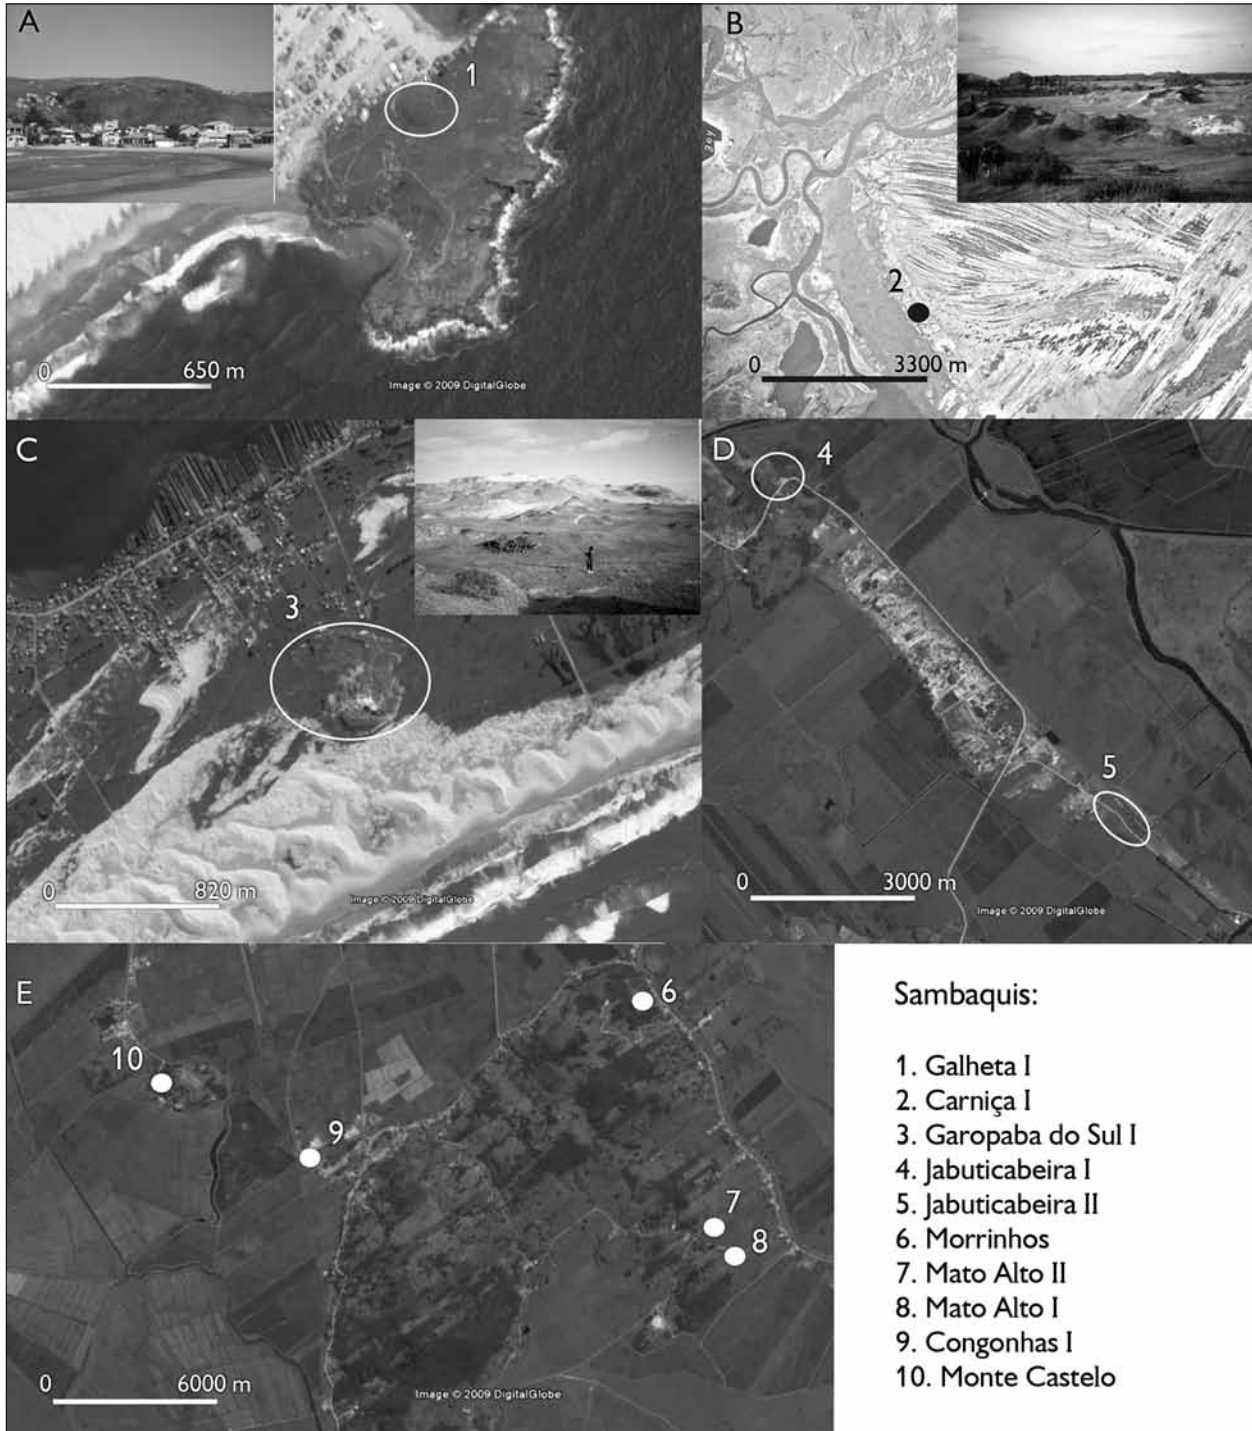 A
1
0
650 m
Image © 2009 DigitalGlobe
B
2
0
3300 m
C
3
0
820 m
Image © 2009 DigitalGlobe
D
4
5
0
3000 m
Image © 2009 DigitalGlobe
E
6
10
9
7
8
0
6000 m
Image © 2009 DigitalGlobe
Sambaquis:
1. Galheta I
2. Carniça I
3. Garopaba do Sul I
4. Jabuticabeira I
5. Jabuticabeira II
6. Morrinhos
7. Mato Alto II
8. Mato Alto I
9. Congonhas I
10. Monte Castelo